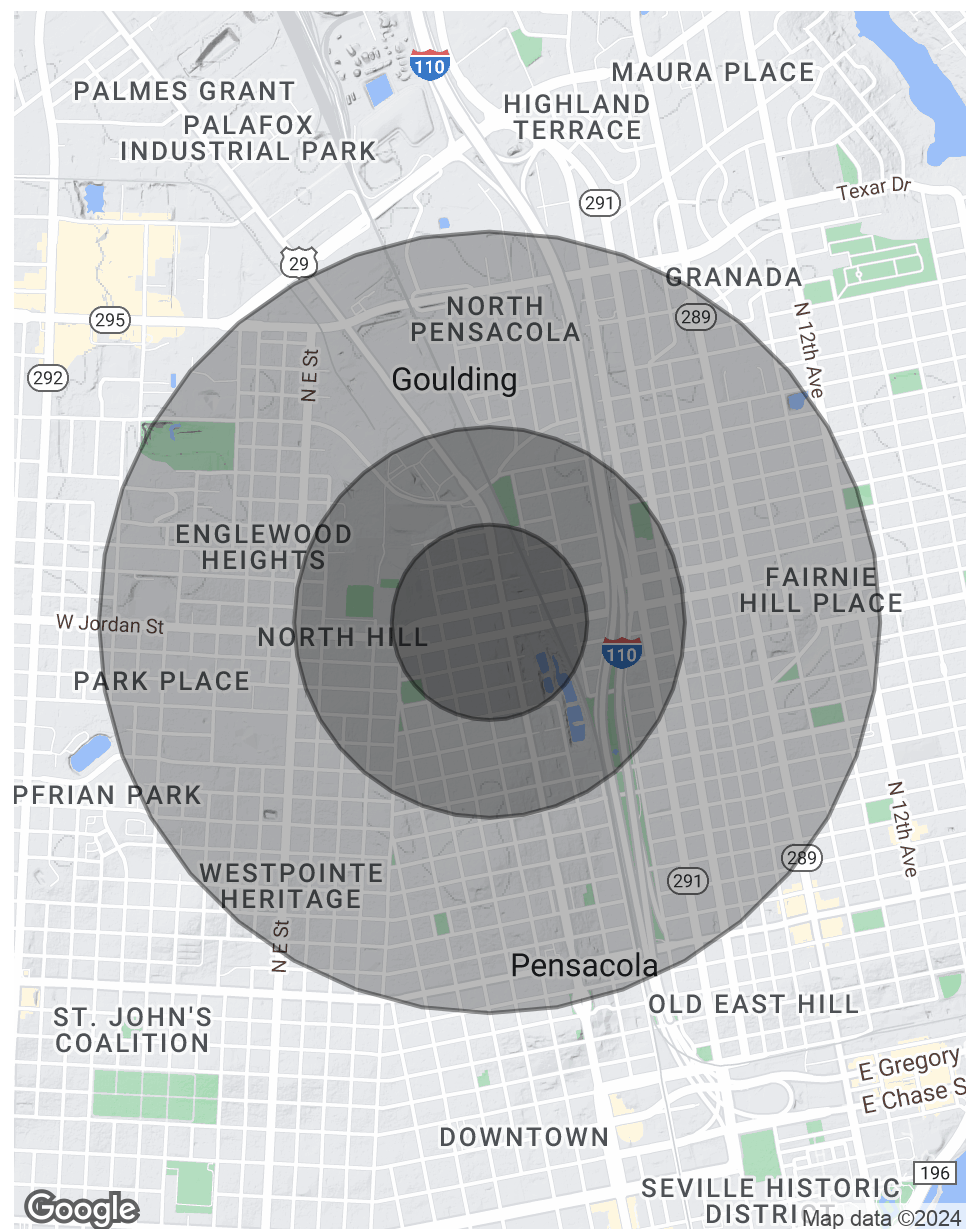 110
MAURA PLACE
PALMES GRANT
HIGHLAND
TERRACE
PALAFOX
INDUSTRIAL PARK
Texar Dr
291
29
GRANADA
NORTH
PENSACOLA
295
289
N 12th Ave
292
N E St
Goulding
ENGLEWOOD
HEIGHTS
FAIRNIE
HILL PLACE
W Jordan St
NORTH HILL
110
PARK PLACE
PFRIAN PARK
N 12th Ave
289
WESTPOINTE
HERITAGE
291
N E St
Pensacola
OLD EAST HILL
ST. JOHN'S
COALITION
E Gregory
E Chase S
DOWNTOWN
196
SEVILLE HISTORIC
DISTRI
Google
Map data ©2024